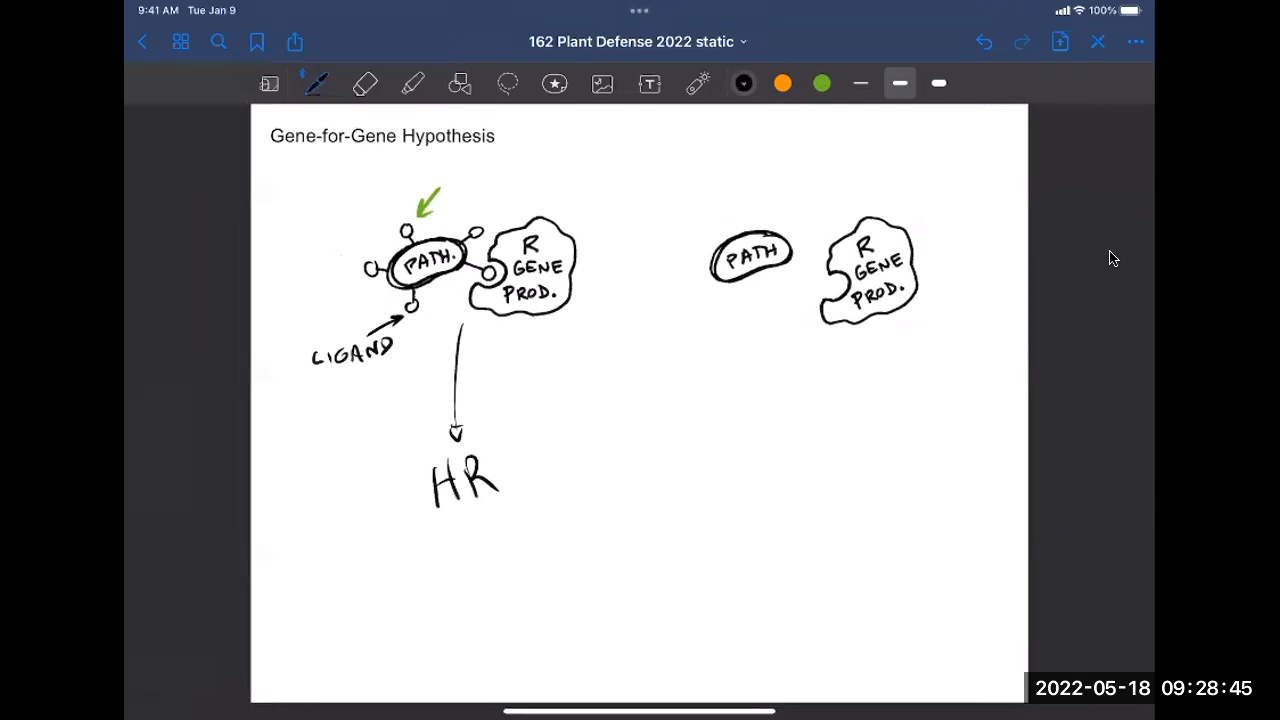 9:41 AM Tue Jan 9
100%
162 Plant Defense 2022 static
Gene-for-Gene Hypothesis
PATH.
R
GENE
PROD.
LIGAND
HR
PATH
R
GENE
PROD.
2022-05-18 09:28:45